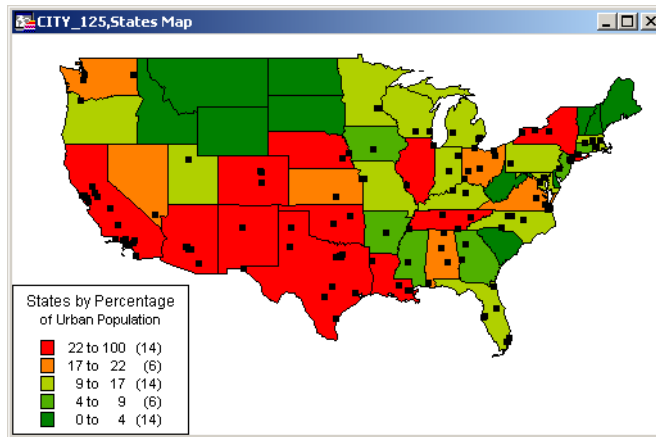 CITY_125,States Map
States by Percentage
of Urban Population
22 to 100 (14)
17 to 22 (6)
9 to 17 (14)
4 to 9 (6)
0 to 4 (14)